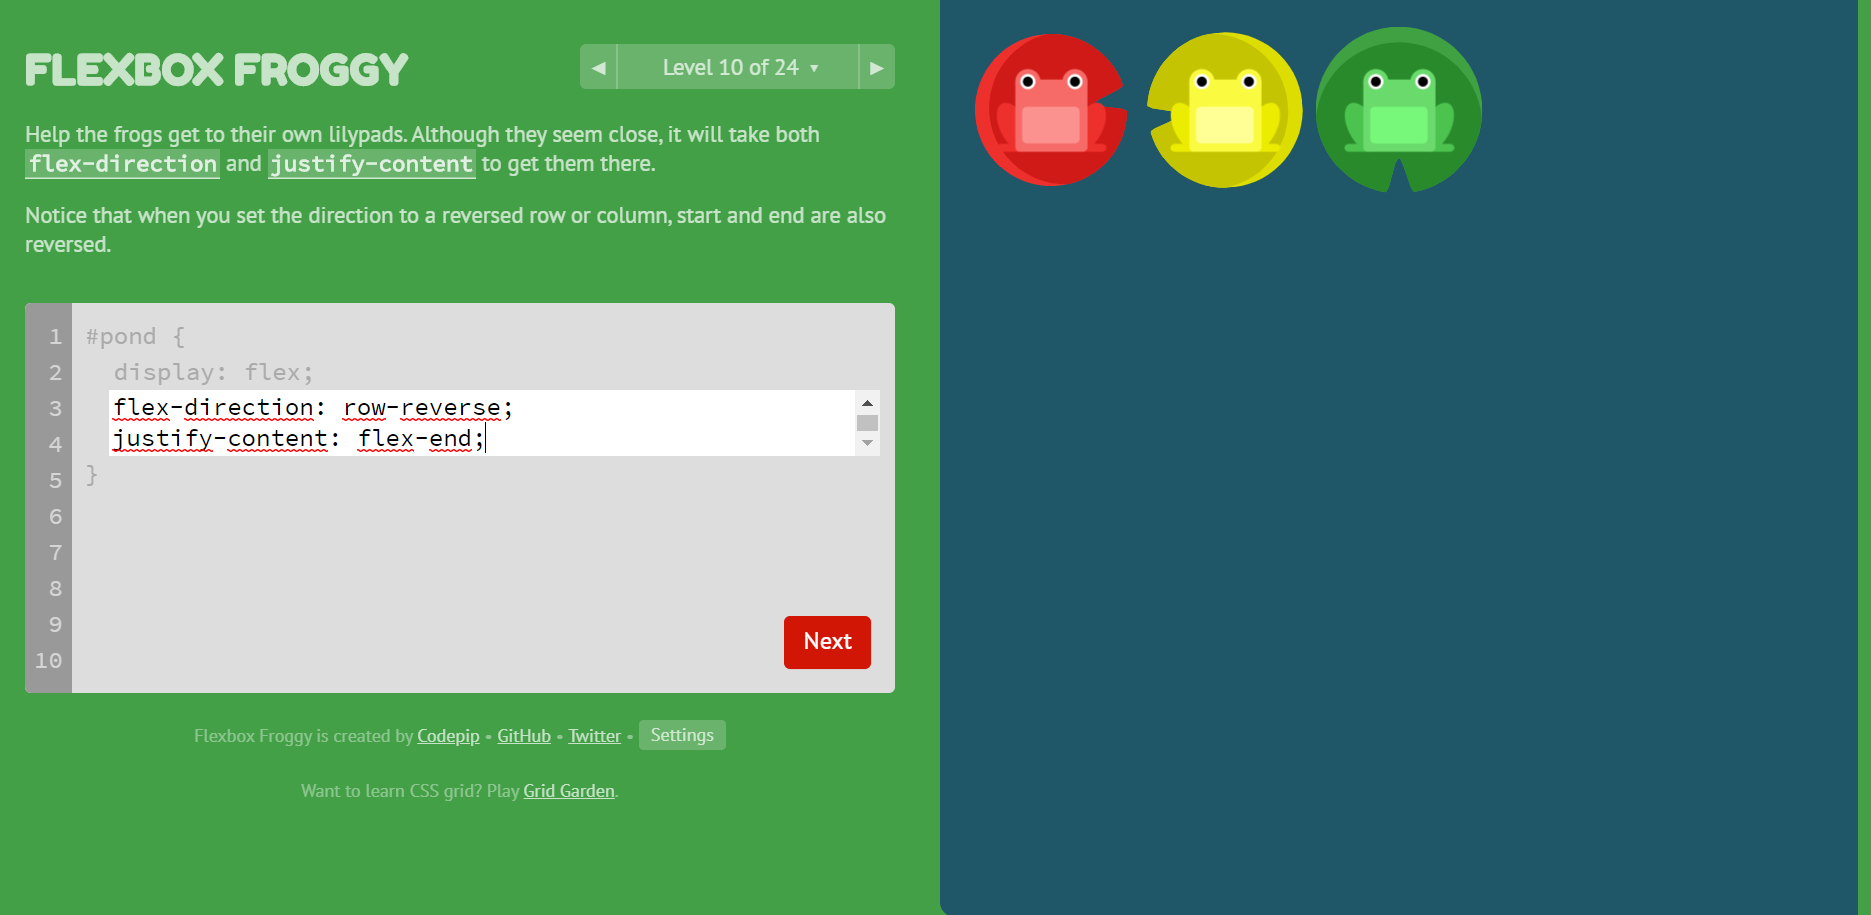 FLEXBOX FROGGY
◀ Level 10 of 24 ▾ ▶
Help the frogs get to their own lilypads. Although they seem close, it will take both
flex-direction and justify-content to get them there.
Notice that when you set the direction to a reversed row or column, start and end are also
reversed.
1 #pond {
2 display: flex;
3 flex-direction: row-reverse;
4 justify-content: flex-end;
5 }
6
7
8
9
10
Next
Flexbox Froggy is created by Codepip • GitHub • Twitter • Settings
Want to learn CSS grid? Play Grid Garden.